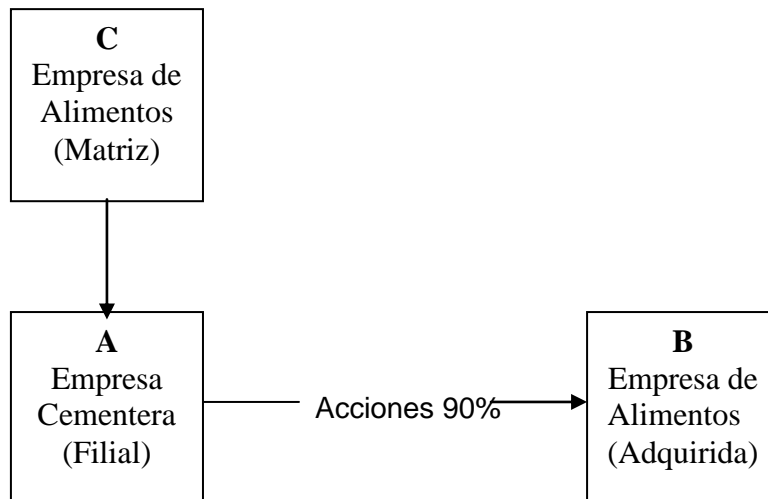 C
Empresa de
Alimentos
(Matriz)
A
Empresa
Cementera
(Filial)
Acciones 90%
B
Empresa de
Alimentos
(Adquirida)